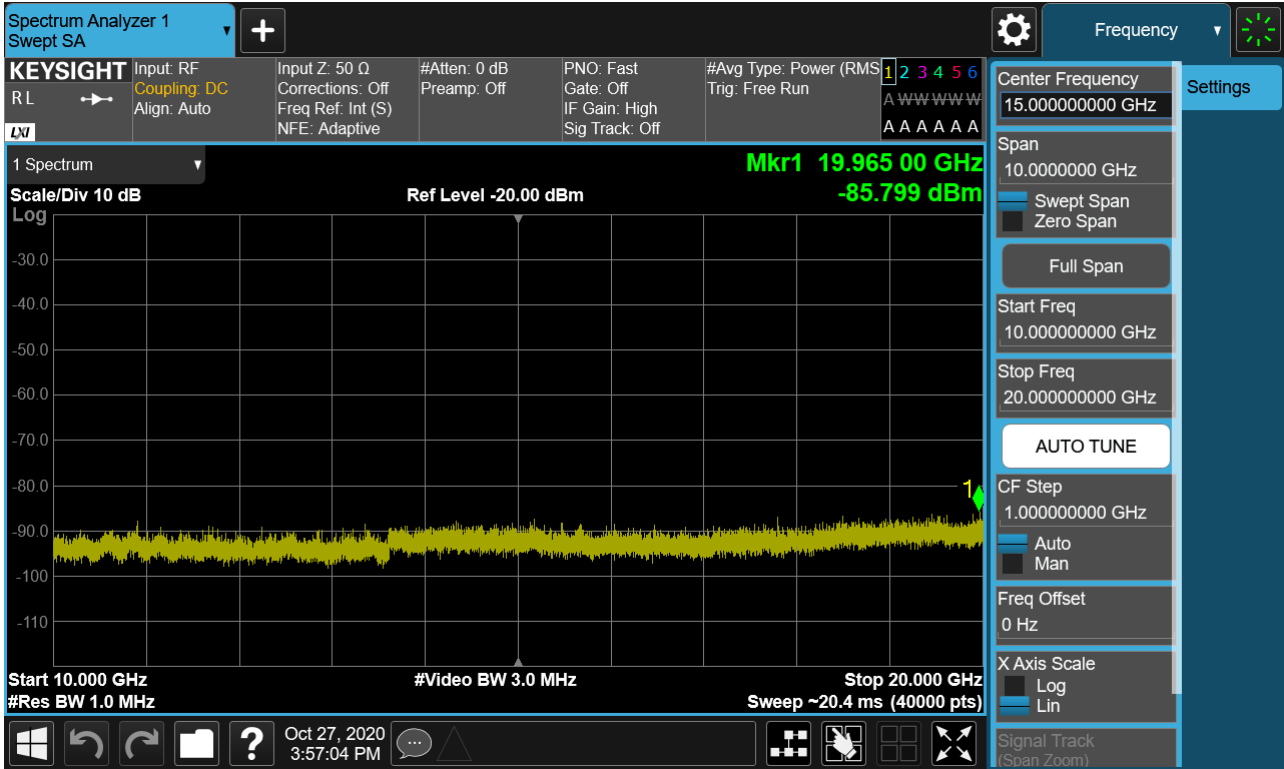 Spectrum Analyzer 1
Swept SA
Frequency
KEYSIGHT
R L
LXI
Input: RF
Coupling: DC
Align: Auto
Input Z: 50 Ω
Corrections: Off
Freq Ref: Int (S)
NFE: Adaptive
#Atten: 0 dB
Preamp: Off
PNO: Fast
Gate: Off
IF Gain: High
Sig Track: Off
#Avg Type: Power (RMS
Trig: Free Run
1 2 3 4 5 6
A W W W W W
A A A A A A
1 Spectrum
Scale/Div 10 dB
Log
Ref Level -20.00 dBm
Mkr1 19.965 00 GHz
-85.799 dBm
-30.0
-40.0
-50.0
-60.0
-70.0
-80.0
-90.0
-100
-110
1
Start 10.000 GHz
#Res BW 1.0 MHz
#Video BW 3.0 MHz
Stop 20.000 GHz
Sweep ~20.4 ms (40000 pts)
Center Frequency
15.000000000 GHz
Span
10.0000000 GHz
Swept Span
Zero Span
Full Span
Start Freq
10.000000000 GHz
Stop Freq
20.000000000 GHz
AUTO TUNE
CF Step
1.000000000 GHz
Auto
Man
Freq Offset
0 Hz
X Axis Scale
Log
Lin
Signal Track
(Span Zoom)
Settings
?
Oct 27, 2020
3:57:04 PM